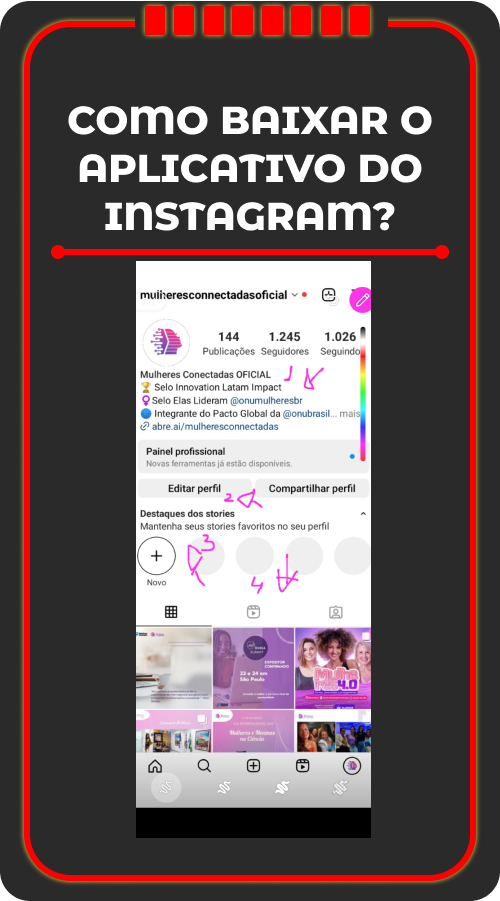 COMO BAIXAR O
APLICATIVO DO
INSTAGRAM?
mulheresconnectadasoficial
144 1.245 1.026
Publicações Seguidores Seguindo
Mulheres Conectadas OFICIAL
1
🏆 Selo Innovation Latam Impact
Selo Elas Lideram @onumulheresbr
🔵 Integrante do Pacto Global da @onubrasil... mais
abre.ai/mulheresconnectadas
Painel profissional
Novas ferramentas já estão disponíveis.
Editar perfil Compartilhar perfil
2
Destaques dos stories
Mantenha seus stories favoritos no seu perfil
3
4
Novo
EXPOSITOR
CONFIRMADO
23 e 24 em
São Paulo
4.0
Mulheres e Meninas
na Ciência